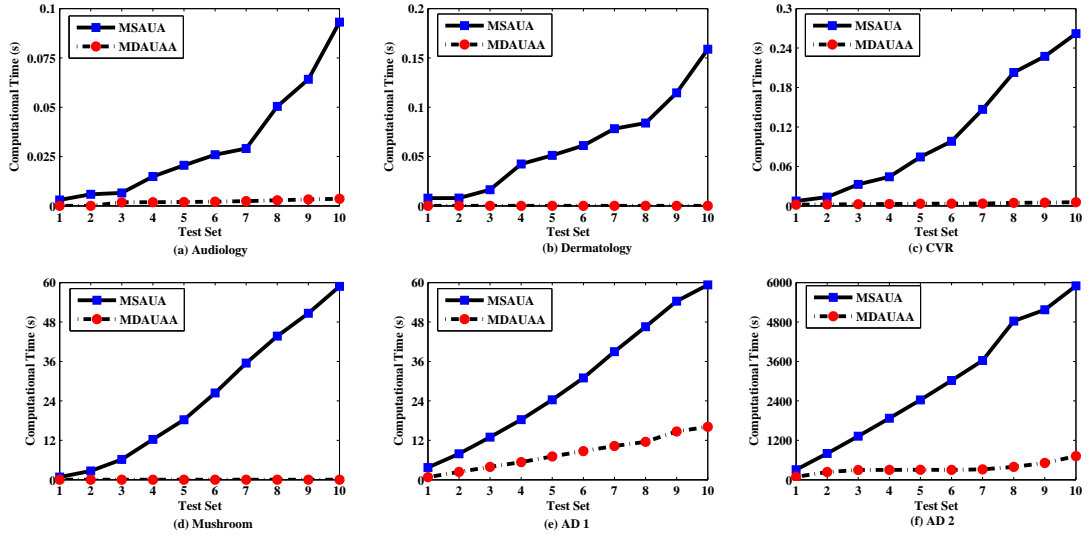 0.1
0.075
0.05
0.025
0
Computational Time (s)
MSAUA
MDAUAA
1 2 3 4 5 6 7 8 9 10
Test Set
(a) Audiology
0.2
0.15
0.1
0.05
0
Computational Time (s)
MSAUA
MDAUAA
1 2 3 4 5 6 7 8 9 10
Test Set
(b) Dermatology
0.3
0.24
0.18
0.12
0.06
0
Computational Time (s)
MSAUA
MDAUAA
1 2 3 4 5 6 7 8 9 10
Test Set
(c) CVR
60
48
36
24
12
0
Computational Time (s)
MSAUA
MDAUAA
1 2 3 4 5 6 7 8 9 10
Test Set
(d) Mushroom
60
48
36
24
12
0
Computational Time (s)
MSAUA
MDAUAA
1 2 3 4 5 6 7 8 9 10
Test Set
(e) AD 1
6000
4800
3600
2400
1200
0
Computational Time (s)
MSAUA
MDAUAA
1 2 3 4 5 6 7 8 9 10
Test Set
(f) AD 2